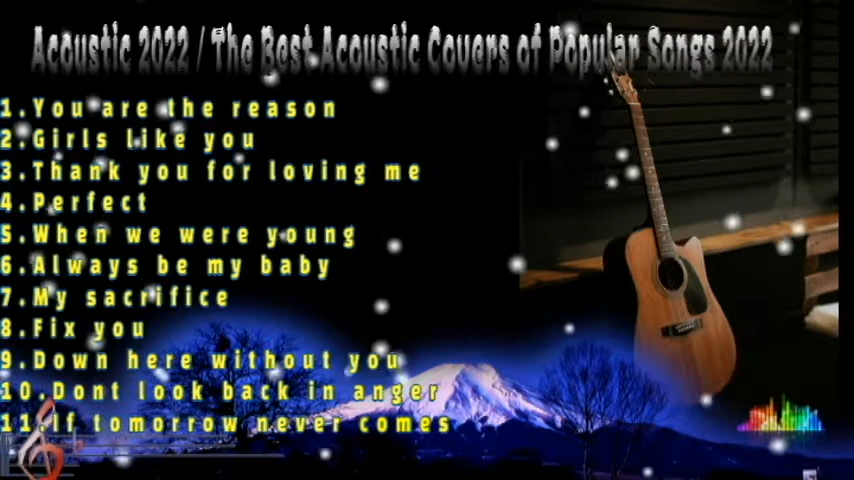 Acoustic 2022 / The Best Acoustic Covers of Popular Songs 2022
1.You are the reason
2.Girls like you
3.Thank you for loving me
4.Perfect
5.When we were young
6.Always be my baby
7.My sacrifice
8.Fix you
9.Down here without you
10.Dont look back in anger
11.If tomorrow never comes